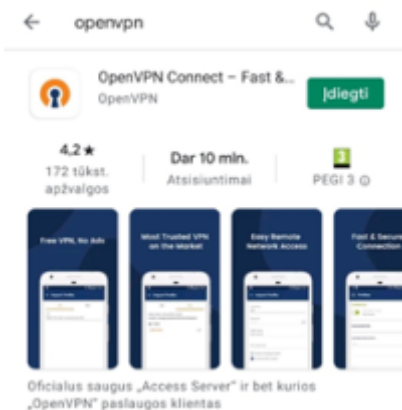 openvpn
OpenVPN Connect – Fast &...
OpenVPN
Įdiegti
4,2★
172 tūkst.
apžvalgos
Dar 10 mln.
Atsisiuntimai
3
PEGI 3
Free VPN, No Ads
Most Trusted VPN
on the Market
Easy Remote
Network Access
Fast & Secure
Connection
Oficialus saugus „Access Server“ ir bet kurios
„OpenVPN“ paslaugos klientas